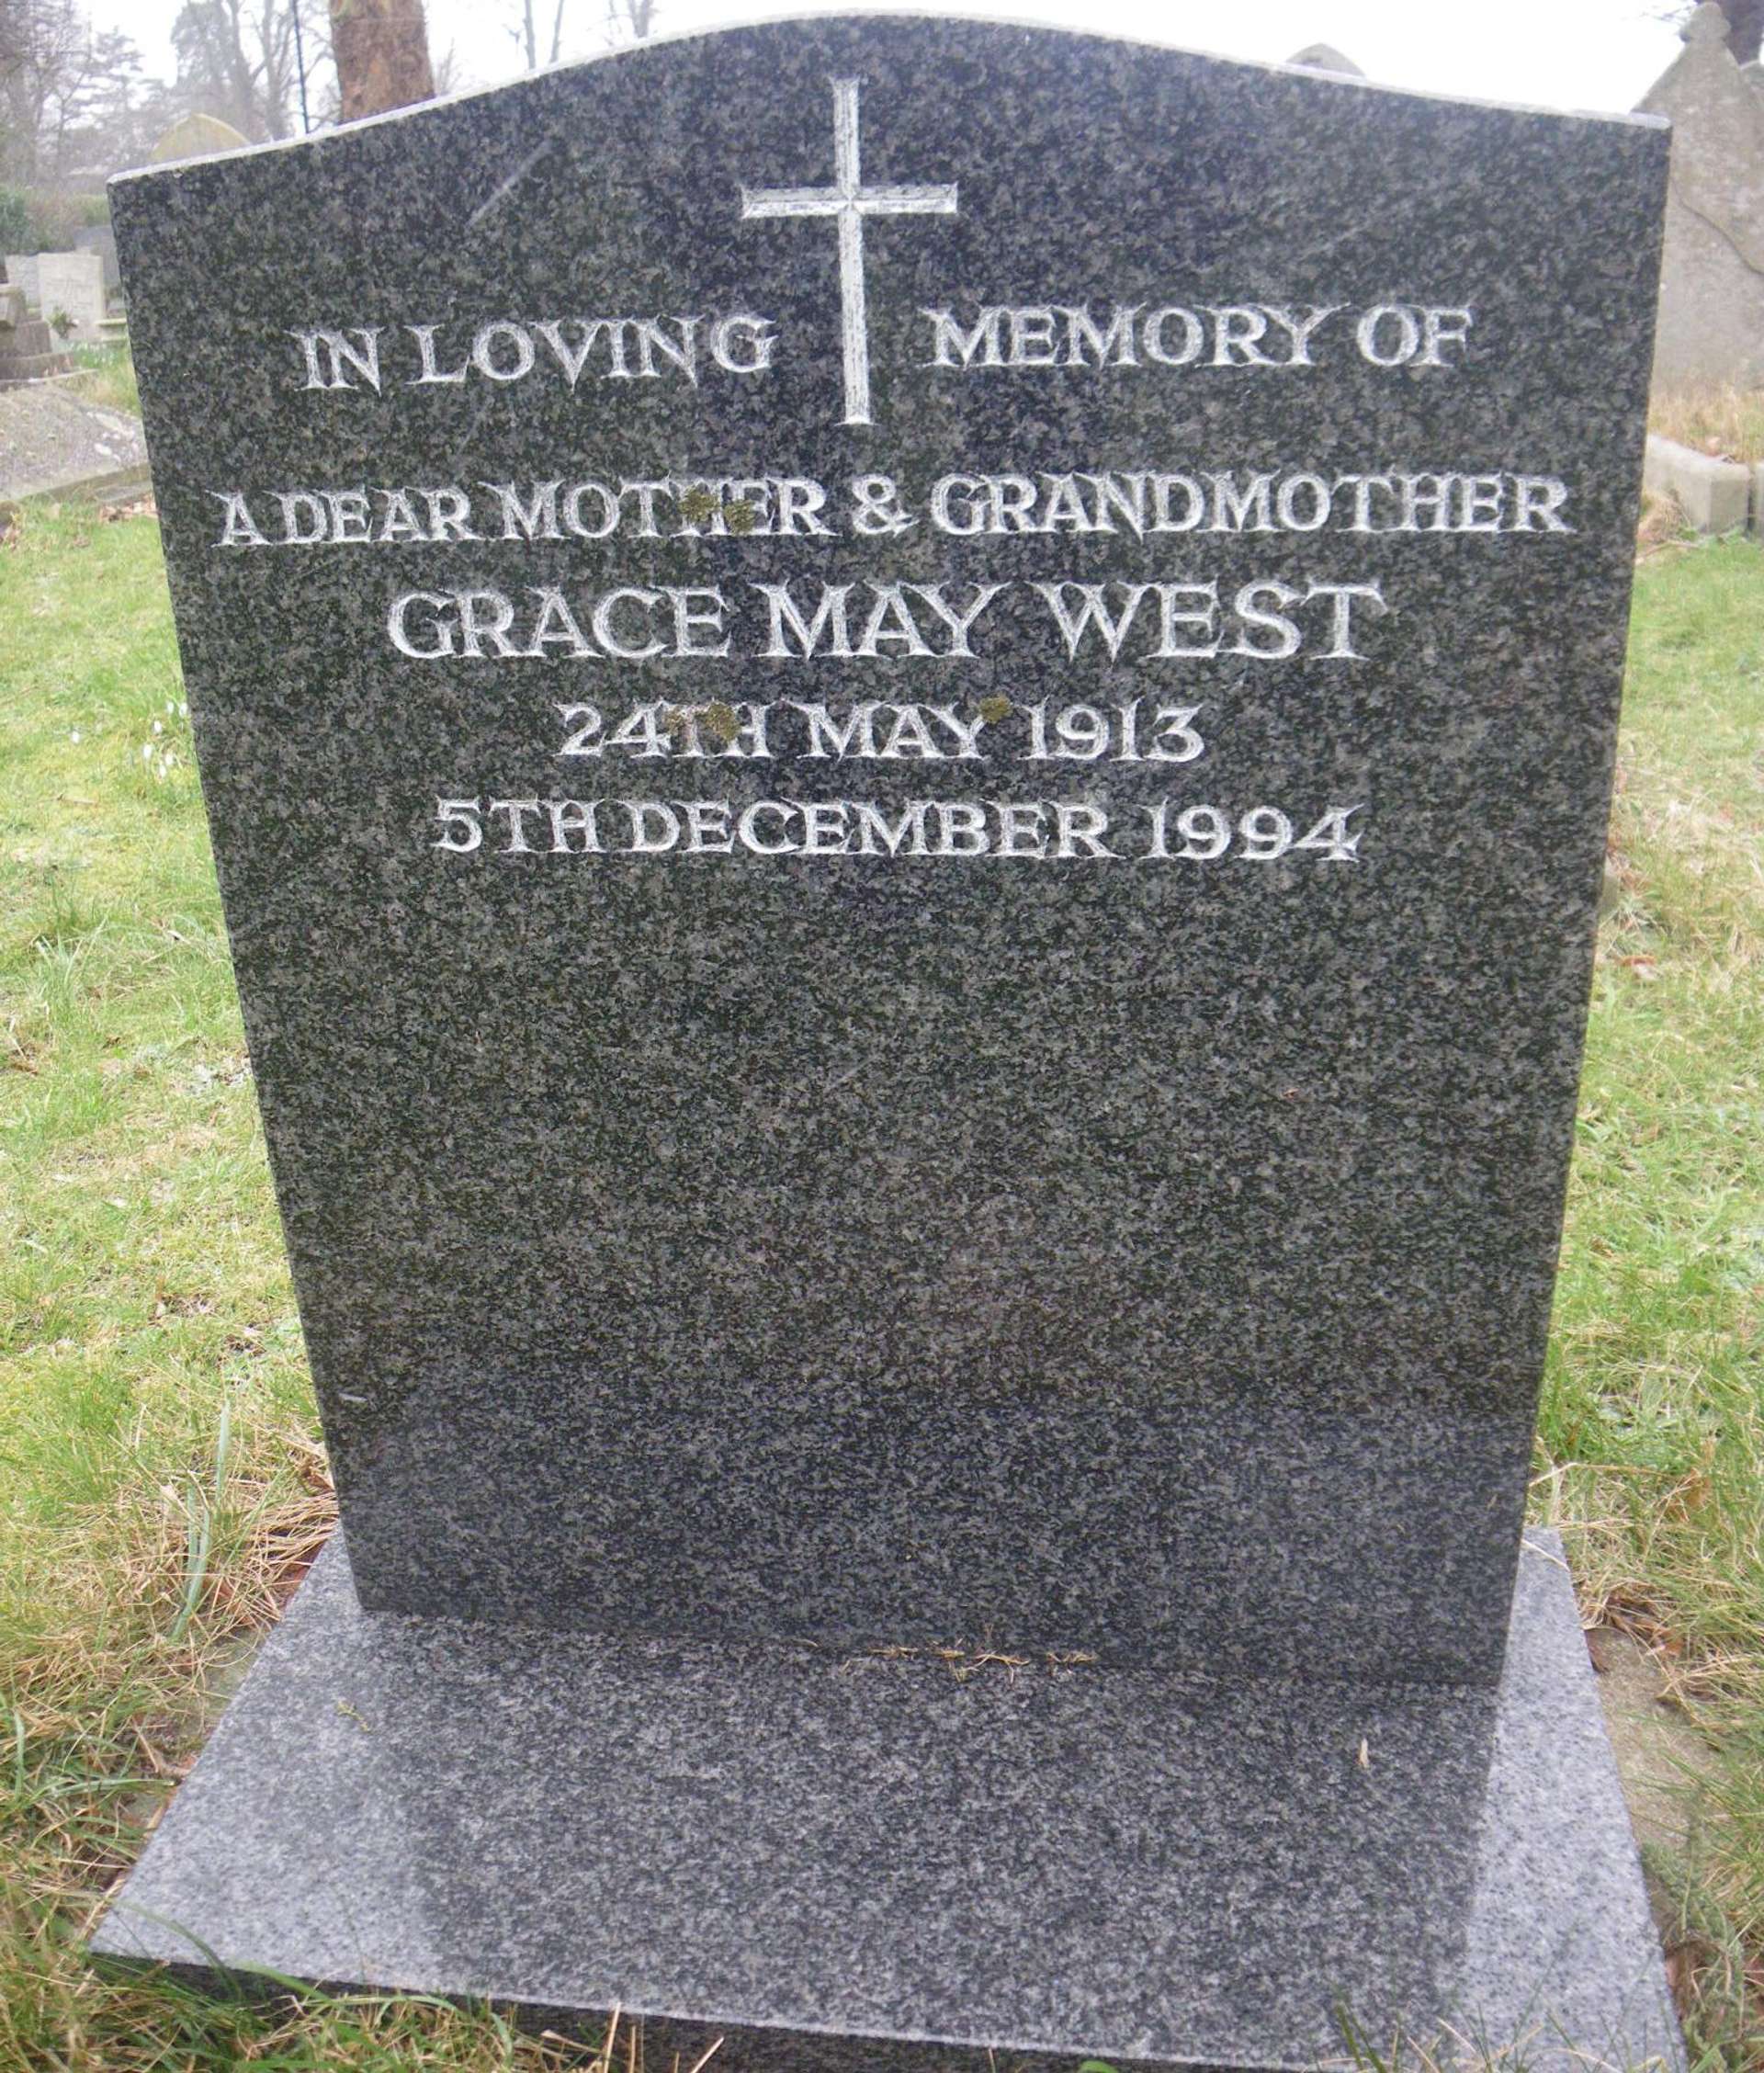 IN LOVING MEMORY OF
A DEAR MOTHER & GRANDMOTHER
GRACE MAY WEST
24TH MAY 1913
5TH DECEMBER 1994